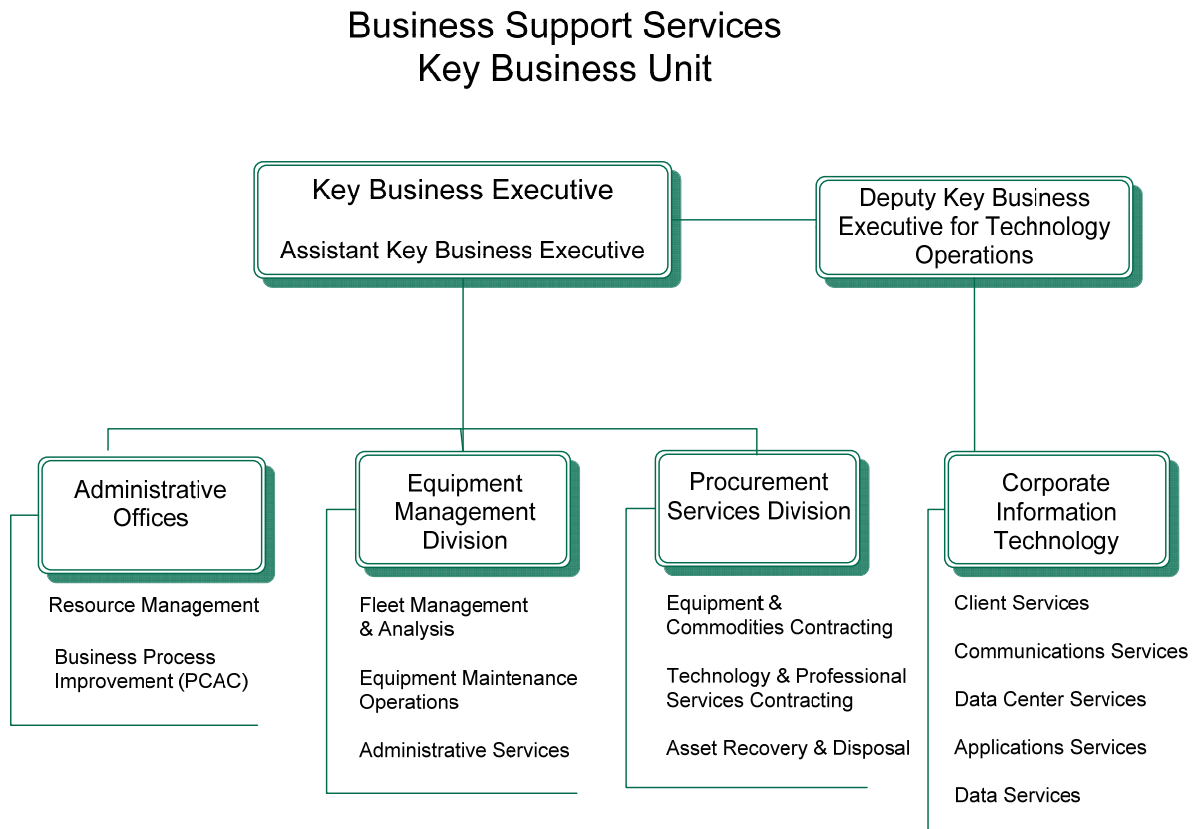 Business Support Services
Key Business Unit
Key Business Executive
Assistant Key Business Executive
Deputy Key Business
Executive for Technology
Operations
Administrative
Offices
Resource Management
Business Process
Improvement (PCAC)
Equipment
Management
Division
Fleet Management
& Analysis
Equipment Maintenance
Operations
Administrative Services
Procurement
Services Division
Equipment &
Commodities Contracting
Technology & Professional
Services Contracting
Asset Recovery & Disposal
Corporate
Information
Technology
Client Services
Communications Services
Data Center Services
Applications Services
Data Services